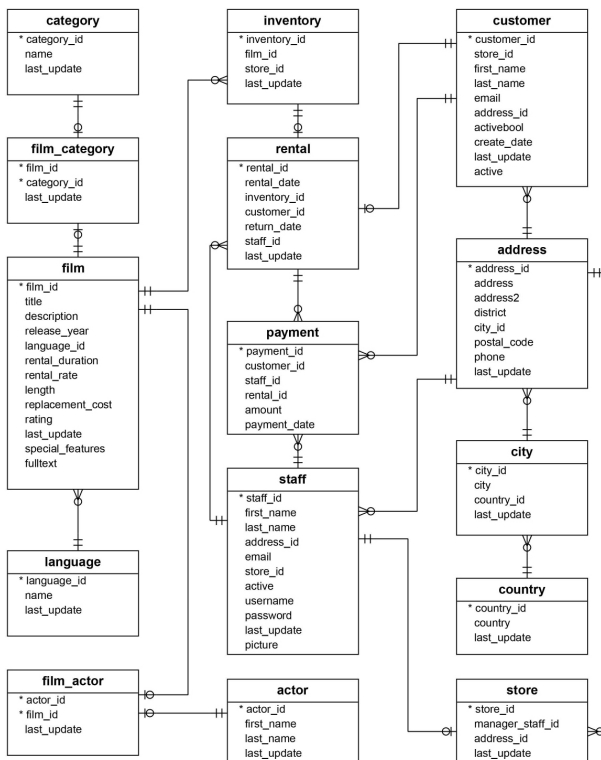 category
* category_id
name
last_update
film_category
* film_id
* category_id
last_update
film
* film_id
title
description
release_year
language_id
rental_duration
rental_rate
length
replacement_cost
rating
last_update
special_features
fulltext
language
* language_id
name
last_update
film_actor
* actor_id
* film_id
last_update
inventory
* inventory_id
film_id
store_id
last_update
rental
* rental_id
rental_date
inventory_id
customer_id
return_date
staff_id
last_update
payment
* payment_id
customer_id
staff_id
rental_id
amount
payment_date
staff
* staff_id
first_name
last_name
address_id
email
store_id
active
username
password
last_update
picture
actor
* actor_id
first_name
last_name
last_update
customer
* customer_id
store_id
first_name
last_name
email
address_id
activebool
create_date
last_update
active
address
* address_id
address
address2
district
city_id
postal_code
phone
last_update
city
* city_id
city
country_id
last_update
country
* country_id
country
last_update
store
* store_id
manager_staff_id
address_id
last_update